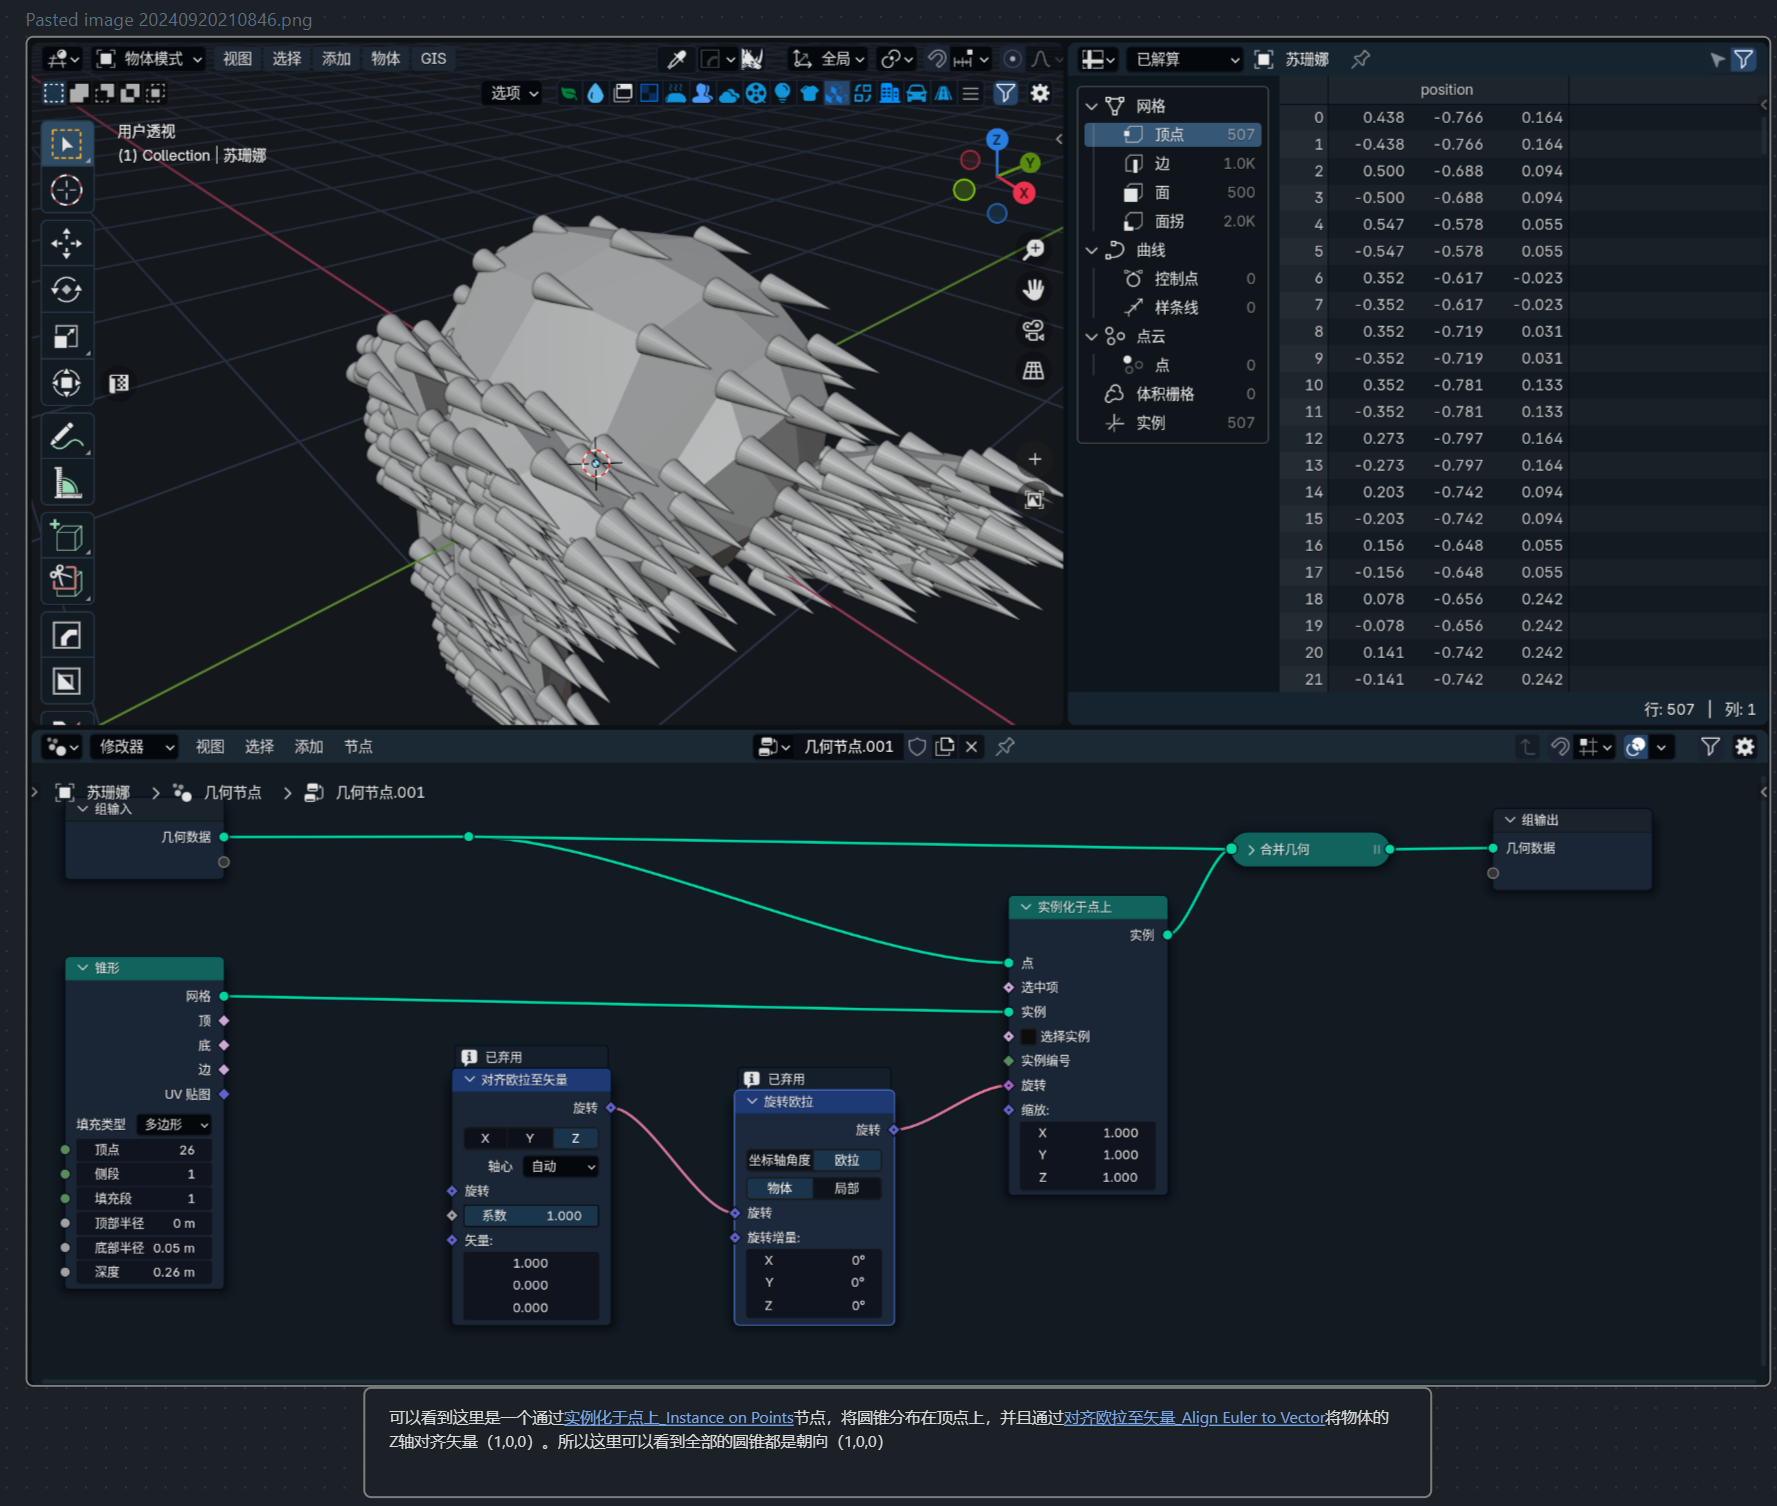 Pasted image 20240920210846.png
物体模式 视图 选择 添加 物体 GIS 全局
选项
用户透视
(1) Collection | 苏珊娜
Z
Y
X
已解算 苏珊娜
网格
顶点 507
边 1.0K
面 500
面拐 2.0K
曲线
控制点 0
样条线 0
点云
点 0
体积栅格 0
实例 507
position
0 0.438 -0.766 0.164
1 -0.438 -0.766 0.164
2 0.500 -0.688 0.094
3 -0.500 -0.688 0.094
4 0.547 -0.578 0.055
5 -0.547 -0.578 0.055
6 0.352 -0.617 -0.023
7 -0.352 -0.617 -0.023
8 0.352 -0.719 0.031
9 -0.352 -0.719 0.031
10 0.352 -0.781 0.133
11 -0.352 -0.781 0.133
12 0.273 -0.797 0.164
13 -0.273 -0.797 0.164
14 0.203 -0.742 0.094
15 -0.203 -0.742 0.094
16 0.156 -0.648 0.055
17 -0.156 -0.648 0.055
18 0.078 -0.656 0.242
19 -0.078 -0.656 0.242
20 0.141 -0.742 0.242
21 -0.141 -0.742 0.242
行: 507 | 列: 1
修改器 视图 选择 添加 节点 几何节点.001
苏珊娜 > 几何节点 > 几何节点.001
组输入
几何数据
合并几何
组输出
几何数据
实例化于点上
实例
点
选中项
实例
选择实例
实例编号
旋转
缩放:
X 1.000
Y 1.000
Z 1.000
锥形
网格
顶
底
边
UV 贴图
填充类型 多边形
顶点 26
侧段 1
填充段 1
顶部半径 0 m
底部半径 0.05 m
深度 0.26 m
已弃用
对齐欧拉至矢量
旋转
X Y Z
轴心 自动
旋转
系数 1.000
矢量:
1.000
0.000
0.000
已弃用
旋转欧拉
旋转
坐标轴角度 欧拉
物体 局部
旋转
旋转增量:
X 0°
Y 0°
Z 0°
可以看到这里是一个通过实例化于点上_Instance on Points节点，将圆锥分布在顶点上，并且通过对齐欧拉至矢量_Align Euler to Vector将物体的
Z轴对齐矢量（1,0,0）。所以这里可以看到全部的圆锥都是朝向（1,0,0）